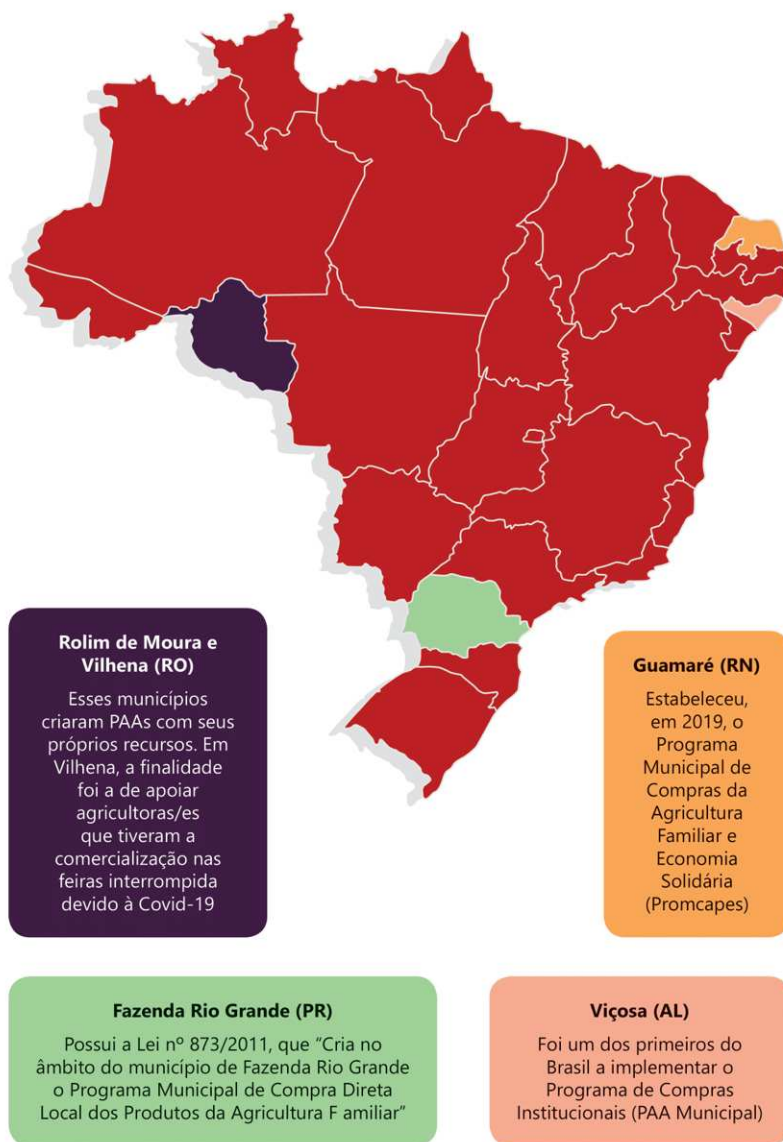 Rolim de Moura e
Vilhena (RO)
Esses municípios
criaram PAAs com seus
próprios recursos. Em
Vilhena, a finalidade
foi a de apoiar
agricultoras/es
que tiveram a
comercialização nas
feiras interrompida
devido à Covid-19
Guamaré (RN)
Estabeleceu,
em 2019, o
Programa
Municipal de
Compras da
Agricultura
Familiar e
Economia
Solidária
(Promcapes)
Fazenda Rio Grande (PR)
Possui a Lei nº 873/2011, que “Cria no
âmbito do município de Fazenda Rio Grande
o Programa Municipal de Compra Direta
Local dos Produtos da Agricultura F amiliar”
Viçosa (AL)
Foi um dos primeiros do
Brasil a implementar o
Programa de Compras
Institucionais (PAA Municipal)